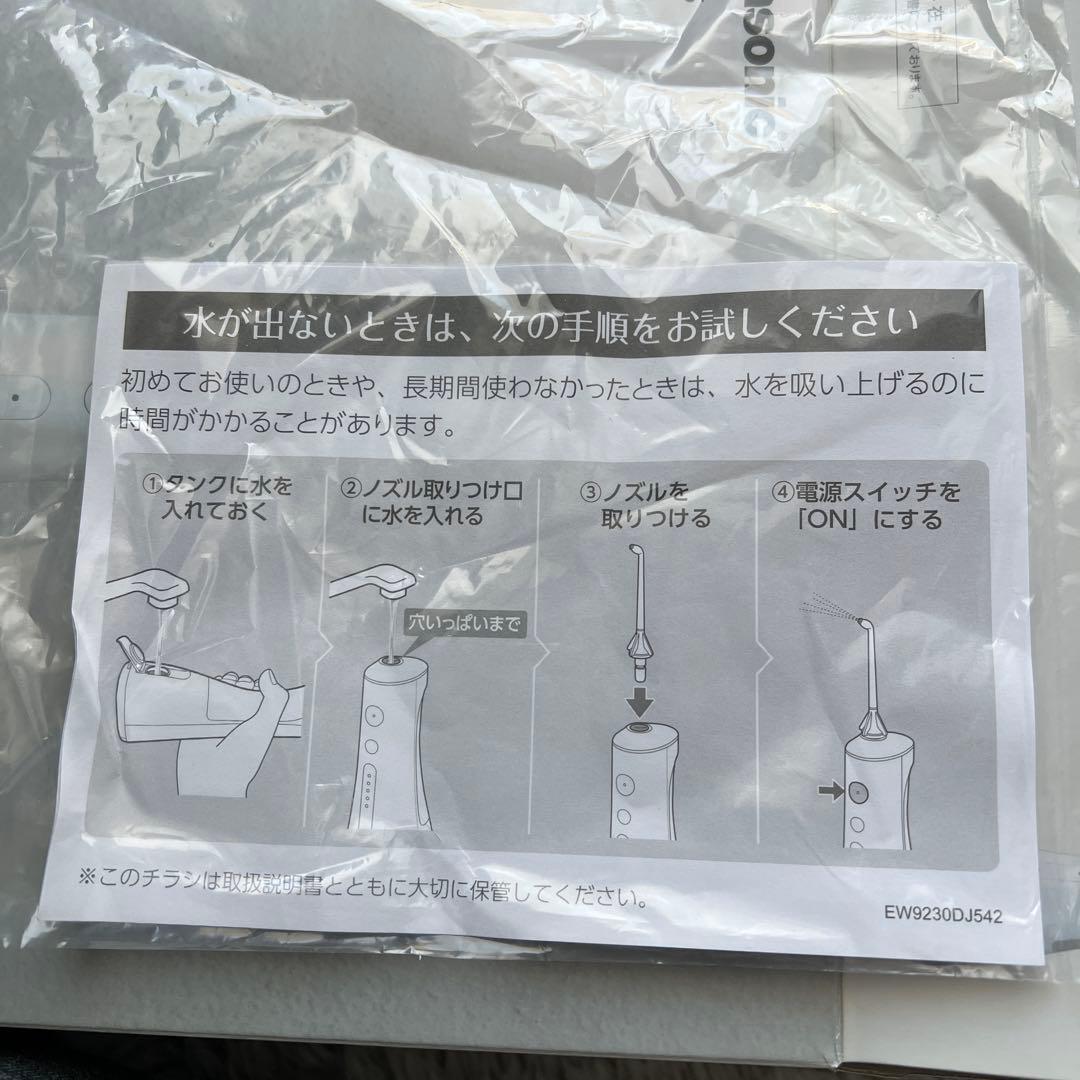 水が出ないときは、次の手順をお試しください
初めてお使いのときや、長期間使わなかったときは、水を吸い上げるのに
時間がかかることがあります。
①タンクに水を
入れておく
②ノズル取りつけ口
に水を入れる
穴いっぱいまで
③ノズルを
取りつける
④電源スイッチを
「ON」にする
※このチラシは取扱説明書とともに大切に保管してください。
EW9230DJ542